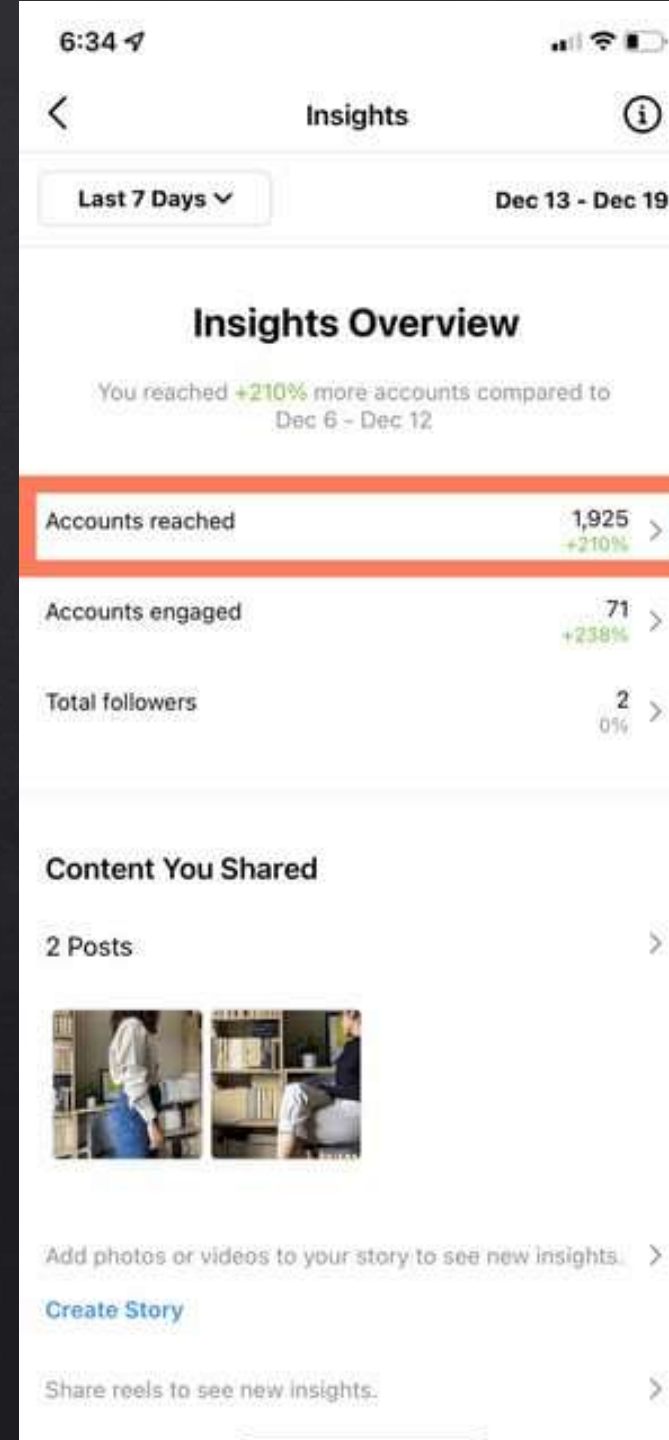 6:34
Insights
Last 7 Days
Dec 13 - Dec 19
Insights Overview
You reached +210% more accounts compared to
Dec 6 - Dec 12
Accounts reached
1,925
+210%
Accounts engaged
71
+238%
Total followers
2
0%
Content You Shared
2 Posts
Add photos or videos to your story to see new insights.
Create Story
Share reels to see new insights.